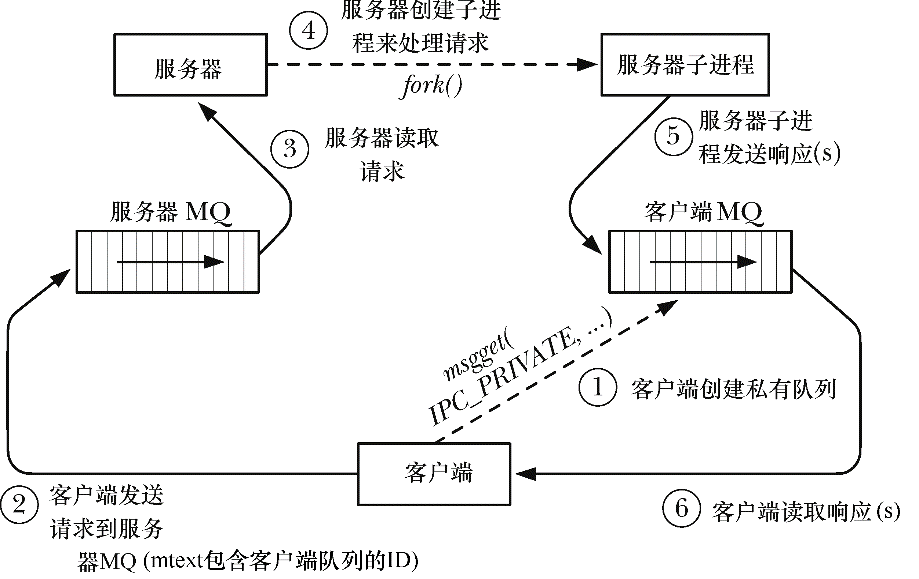 ④ 服务器创建子进
程来处理请求
fork()
服务器
服务器子进程
③ 服务器读取
请求
⑤ 服务器子进
程发送响应(s)
服务器 MQ
客户端MQ
msgget(
IPC_PRIVATE, ...)
① 客户端创建私有队列
客户端
② 客户端发送
请求到服务
器MQ (mtext包含客户端队列的ID)
⑥ 客户端读取响应(s)